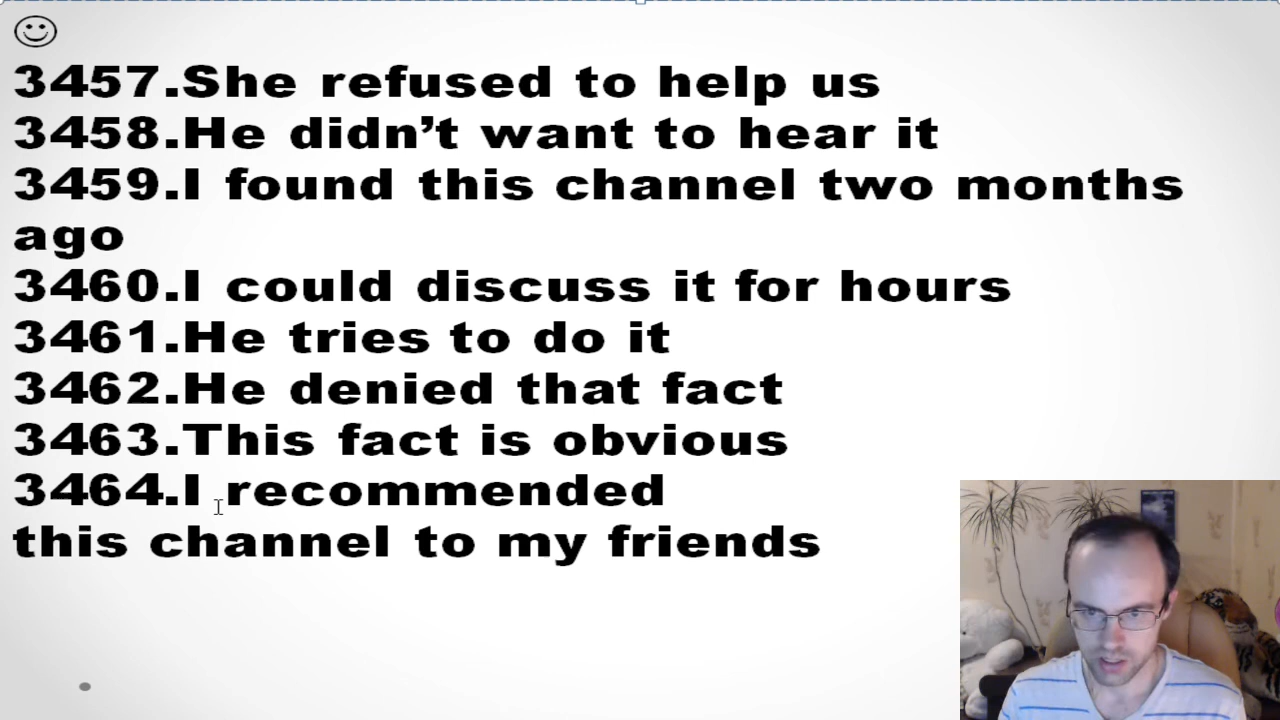 3457.She refused to help us
3458.He didn’t want to hear it
3459.I found this channel two months
ago
3460.I could discuss it for hours
3461.He tries to do it
3462.He denied that fact
3463.This fact is obvious
3464.I recommended
this channel to my friends